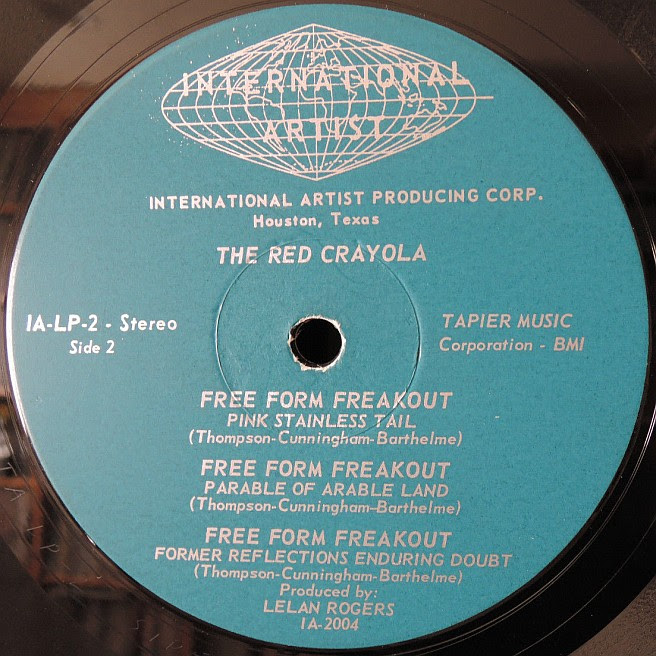 INTERNATIONAL
ARTIST
INTERNATIONAL ARTIST PRODUCING CORP.
Houston, Texas
THE RED CRAYOLA
IA-LP-2 - Stereo
Side 2
TAPIER MUSIC
Corporation - BMI
FREE FORM FREAKOUT
PINK STAINLESS TAIL
(Thompson-Cunningham-Barthelme)
FREE FORM FREAKOUT
PARABLE OF ARABLE LAND
(Thompson-Cunningham-Barthelme)
FREE FORM FREAKOUT
FORMER REFLECTIONS ENDURING DOUBT
(Thompson-Cunningham-Barthelme)
Produced by:
LELAN ROGERS
IA-2004